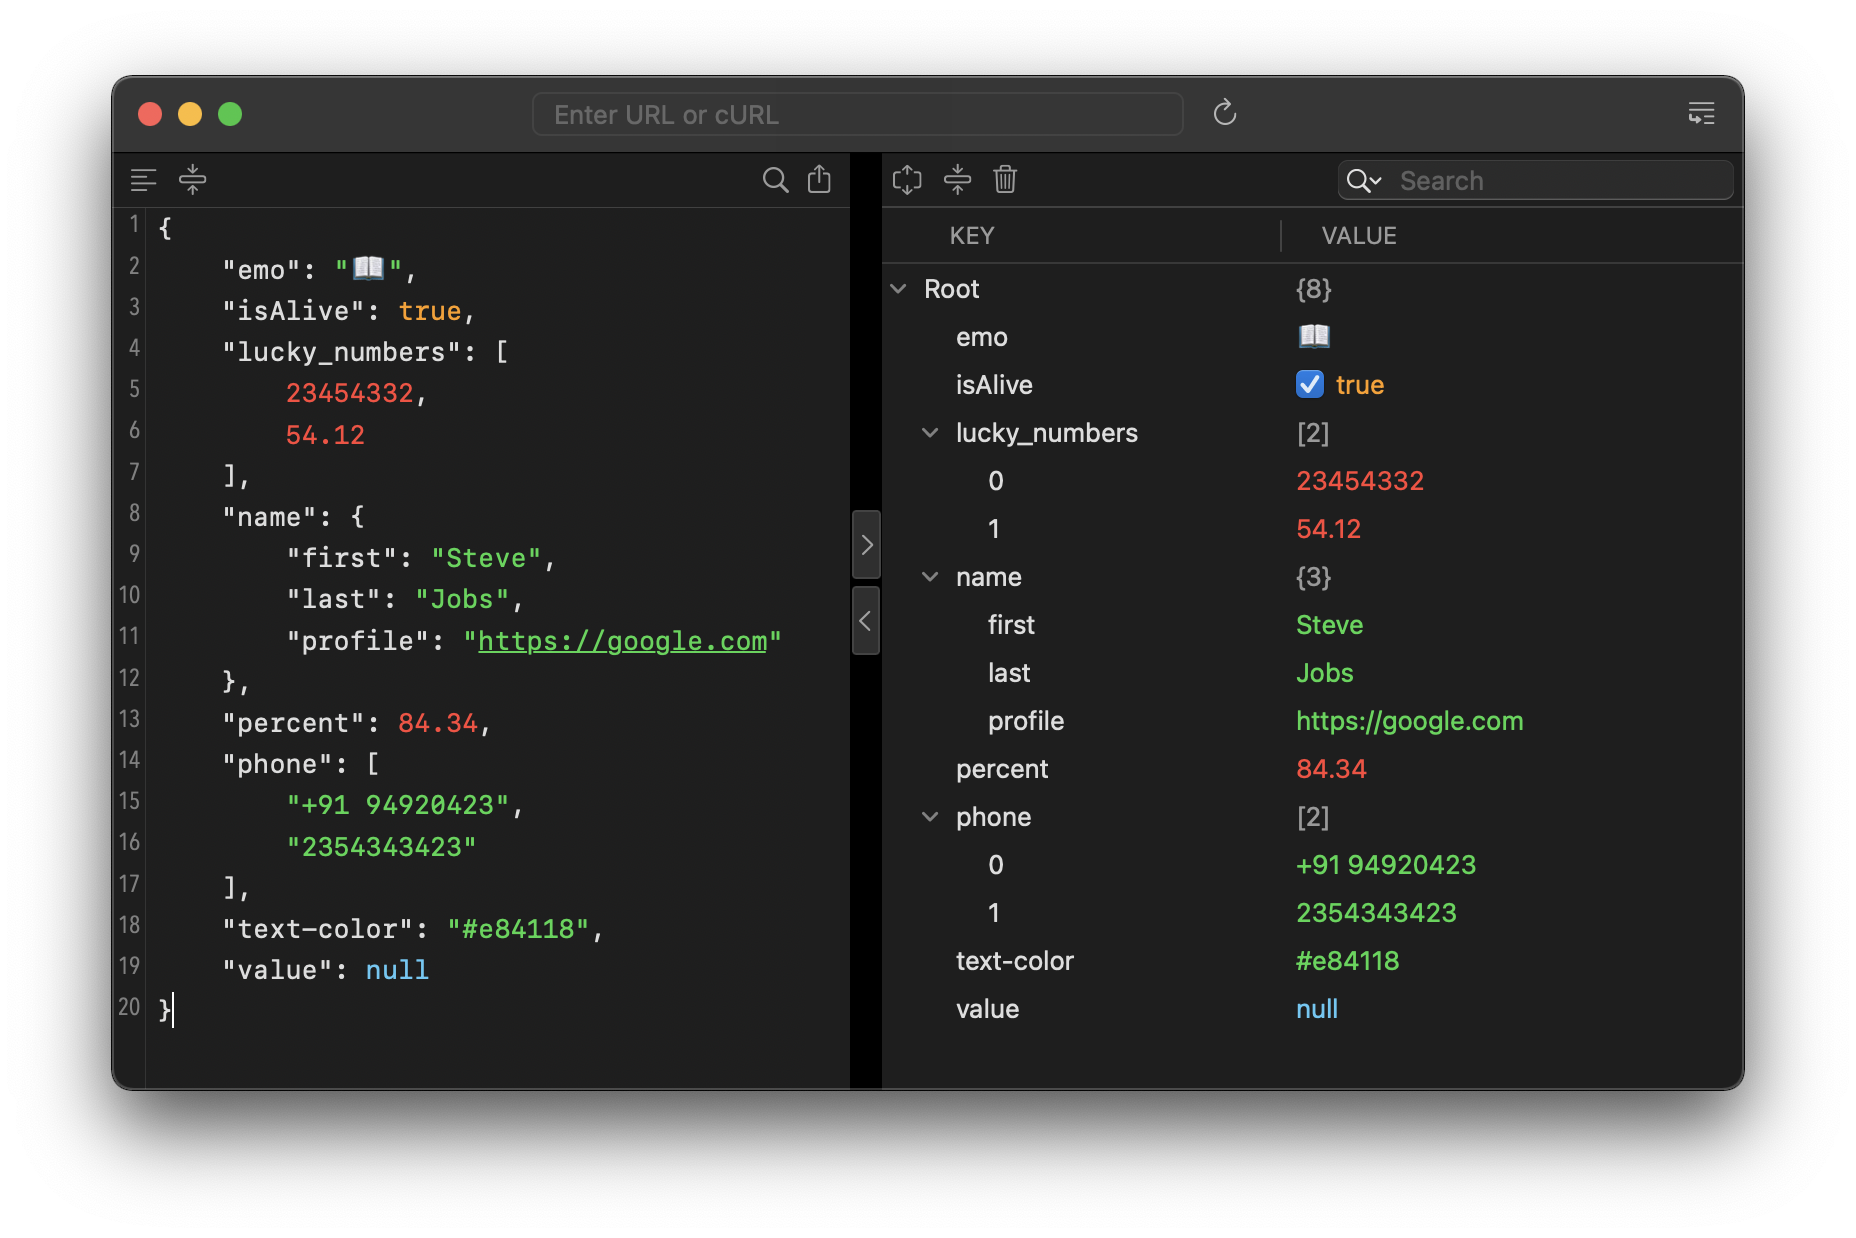 Enter URL or cURL
Search
1 {
2 "emo": "📖",
3 "isAlive": true,
4 "lucky_numbers": [
5 23454332,
6 54.12
7 ],
8 "name": {
9 "first": "Steve",
10 "last": "Jobs",
11 "profile": "https://google.com"
12 },
13 "percent": 84.34,
14 "phone": [
15 "+91 94920423",
16 "2354343423"
17 ],
18 "text-color": "#e84118",
19 "value": null
20 }
KEY VALUE
Root {8}
emo 📖
isAlive true
lucky_numbers [2]
0 23454332
1 54.12
name {3}
first Steve
last Jobs
profile https://google.com
percent 84.34
phone [2]
0 +91 94920423
1 2354343423
text-color #e84118
value null